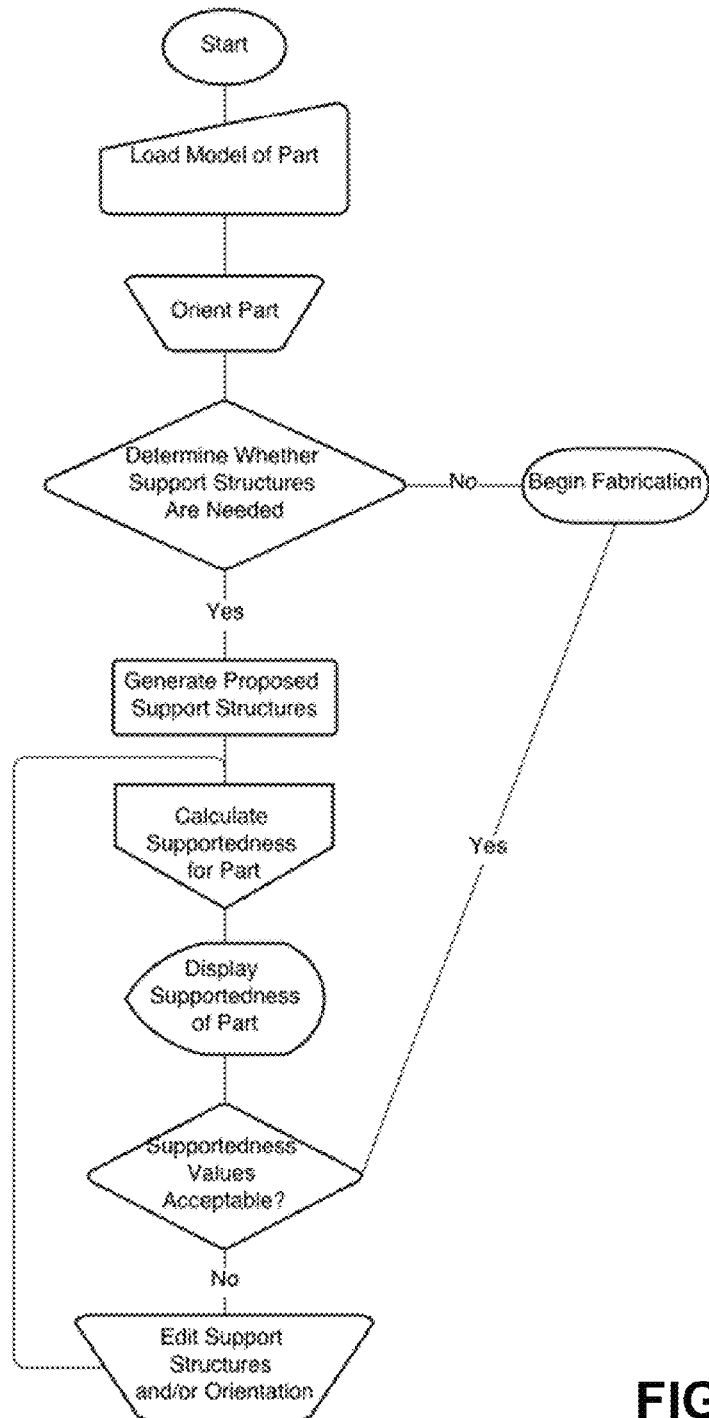 Start
Load Model of Part
Orient Part
Determine Whether
Support Structures
Are Needed
No
Begin Fabrication
Yes
Generate Proposed
Support Structures
Calculate
Supportedness
for Part
Yes
Display
Supportedness
of Part
Supportedness
Values
Acceptable?
No
Edit Support
Structures
and/or Orientation
FIG